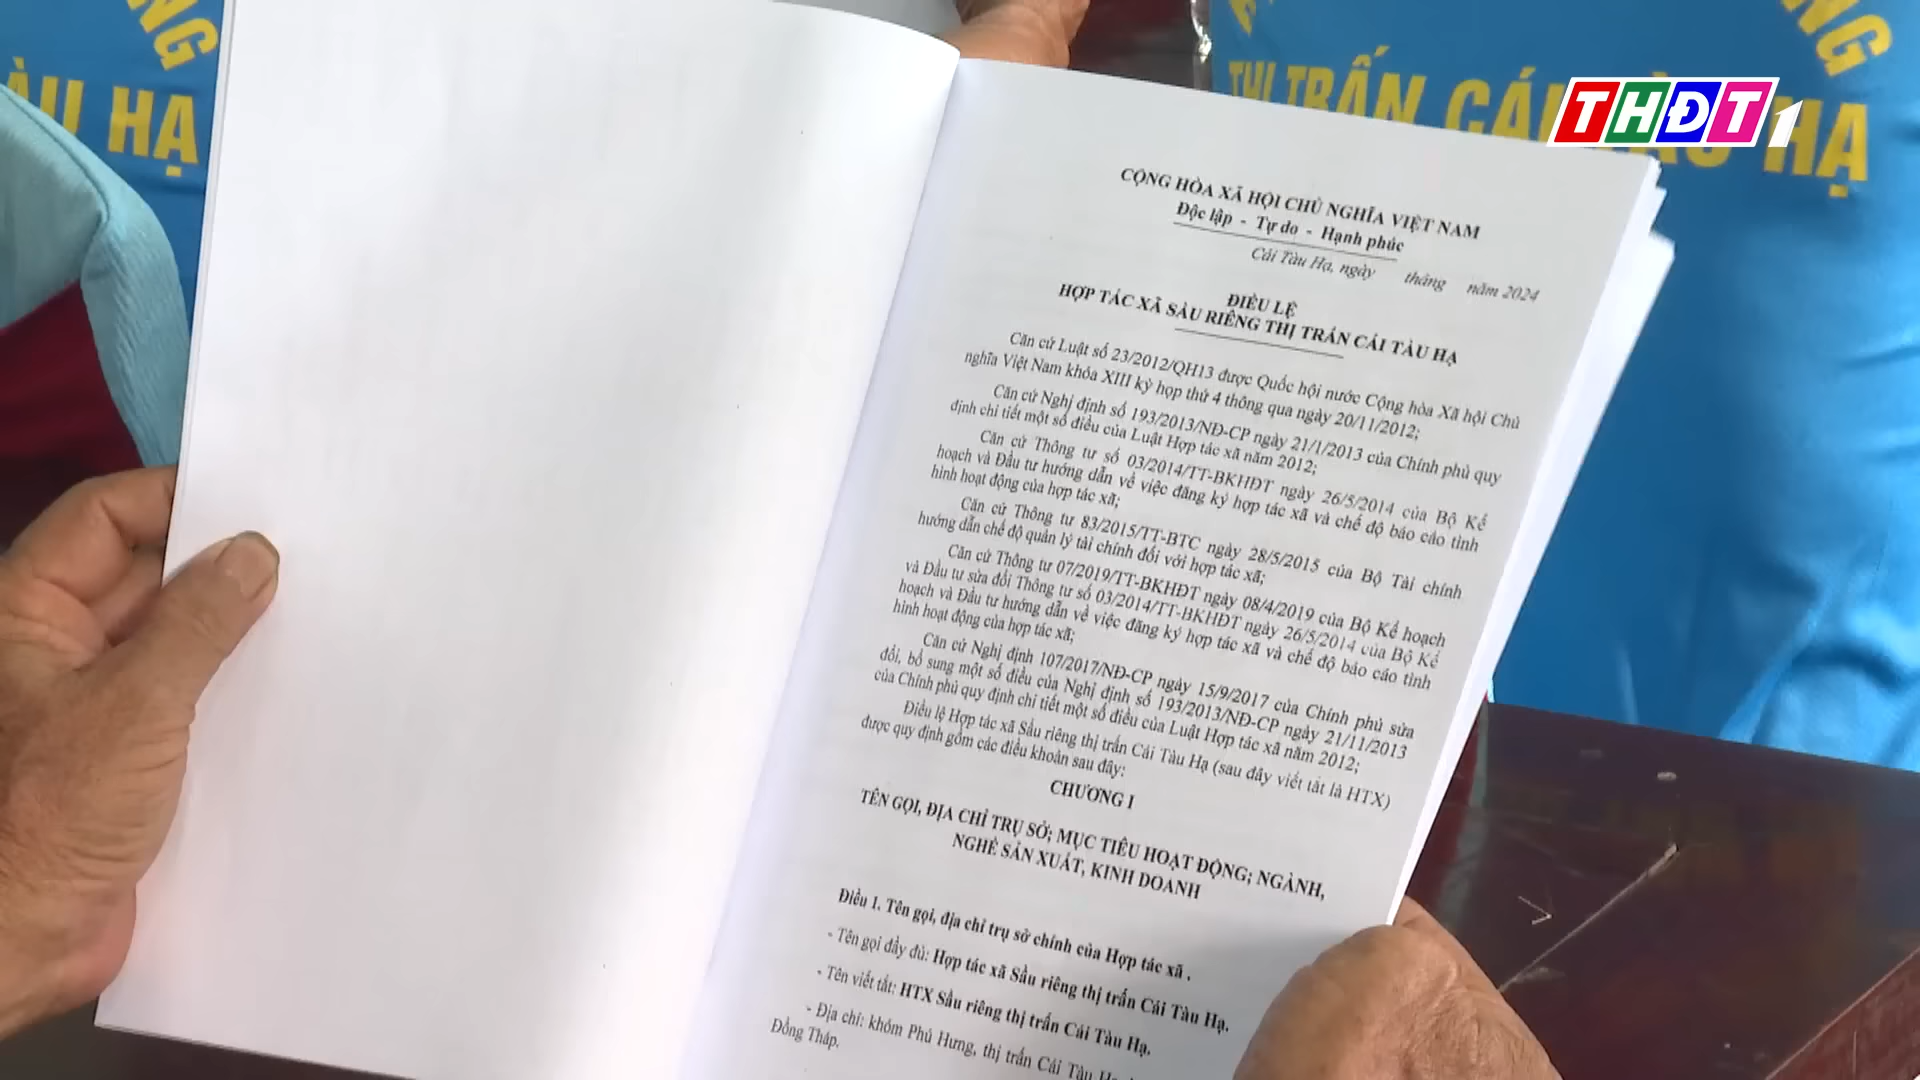 NG
ÀU HẠ
NG
THỊ TRẤN CÁI TÀU HẠ
THĐT1
CỘNG HÒA XÃ HỘI CHỦ NGHĨA VIỆT NAM
Độc lập - Tự do - Hạnh phúc
Cái Tàu Hạ, ngày tháng năm 2024
ĐIỀU LỆ
HỢP TÁC XÃ SẦU RIÊNG THỊ TRẤN CÁI TÀU HẠ
Căn cứ Luật số 23/2012/QH13 được Quốc hội nước Cộng hòa Xã hội Chủ
nghĩa Việt Nam khóa XIII kỳ họp thứ 4 thông qua ngày 20/11/2012;
Căn cứ Nghị định số 193/2013/NĐ-CP ngày 21/1/2013 của Chính phủ quy
định chi tiết một số điều của Luật Hợp tác xã năm 2012;
Căn cứ Thông tư số 03/2014/TT-BKHĐT ngày 26/5/2014 của Bộ Kế
hoạch và Đầu tư hướng dẫn về việc đăng ký hợp tác xã và chế độ báo cáo tình
hình hoạt động của hợp tác xã;
Căn cứ Thông tư 83/2015/TT-BTC ngày 28/5/2015 của Bộ Tài chính
hướng dẫn chế độ quản lý tài chính đối với hợp tác xã;
Căn cứ Thông tư 07/2019/TT-BKHĐT ngày 08/4/2019 của Bộ Kế hoạch
và Đầu tư sửa đổi Thông tư số 03/2014/TT-BKHĐT ngày 26/5/2014 của Bộ Kế
hoạch và Đầu tư hướng dẫn về việc đăng ký hợp tác xã và chế độ báo cáo tình
hình hoạt động của hợp tác xã;
Căn cứ Nghị định 107/2017/NĐ-CP ngày 15/9/2017 của Chính phủ sửa
đổi, bổ sung một số điều của Nghị định số 193/2013/NĐ-CP ngày 21/11/2013
của Chính phủ quy định chi tiết một số điều của Luật Hợp tác xã năm 2012;
Điều lệ Hợp tác xã Sầu riêng thị trấn Cái Tàu Hạ (sau đây viết tắt là HTX)
được quy định gồm các điều khoản sau đây:
CHƯƠNG I
TÊN GỌI, ĐỊA CHỈ TRỤ SỞ; MỤC TIÊU HOẠT ĐỘNG; NGÀNH,
NGHỀ SẢN XUẤT, KINH DOANH
Điều 1. Tên gọi, địa chỉ trụ sở chính của Hợp tác xã .
- Tên gọi đầy đủ: Hợp tác xã Sầu riêng thị trấn Cái Tàu Hạ.
- Tên viết tắt: HTX Sầu riêng thị trấn Cái Tàu Hạ.
- Địa chỉ: khóm Phú Hưng, thị trấn Cái Tàu
Đồng Tháp.